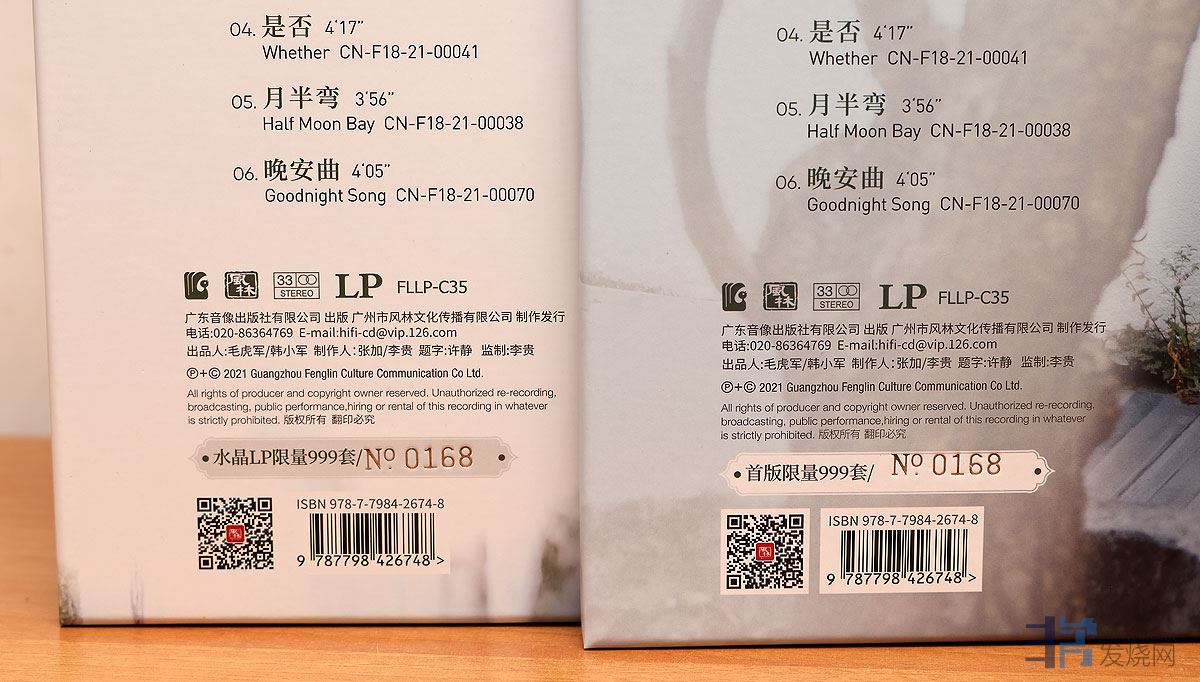 04. 是否 4'17"
Whether CN-F18-21-00041
05. 月半弯 3'56"
Half Moon Bay CN-F18-21-00038
06. 晚安曲 4'05"
Goodnight Song CN-F18-21-00070
風林 33 STEREO LP FLLP-C35
广东音像出版社有限公司 出版 广州市风林文化传播有限公司 制作发行
电话:020-86364769 E-mail:hifi-cd@vip.126.com
出品人:毛虎军/韩小军 制作人:张加/李贵 题字:许静 监制:李贵
℗+© 2021 Guangzhou Fenglin Culture Communication Co Ltd.
All rights of producer and copyright owner reserved. Unauthorized re-recording,
broadcasting, public performance,hiring or rental of this recording in whatever
is strictly prohibited. 版权所有 翻印必究
•水晶LP限量999套/№ 0168•
ISBN 978-7-7984-2674-8
9 787798 426748 >
04. 是否 4'17"
Whether CN-F18-21-00041
05. 月半弯 3'56"
Half Moon Bay CN-F18-21-00038
06. 晚安曲 4'05"
Goodnight Song CN-F18-21-00070
風林 33 STEREO LP FLLP-C35
广东音像出版社有限公司 出版 广州市风林文化传播有限公司 制作发行
电话:020-86364769 E-mail:hifi-cd@vip.126.com
出品人:毛虎军/韩小军 制作人:张加/李贵 题字:许静 监制:李贵
℗+© 2021 Guangzhou Fenglin Culture Communication Co Ltd.
All rights of producer and copyright owner reserved. Unauthorized re-recording,
broadcasting, public performance,hiring or rental of this recording in whatever
is strictly prohibited. 版权所有 翻印必究
•首版限量999套/ № 0168•
ISBN 978-7-7984-2674-8
9 787798 426748 >
发烧网